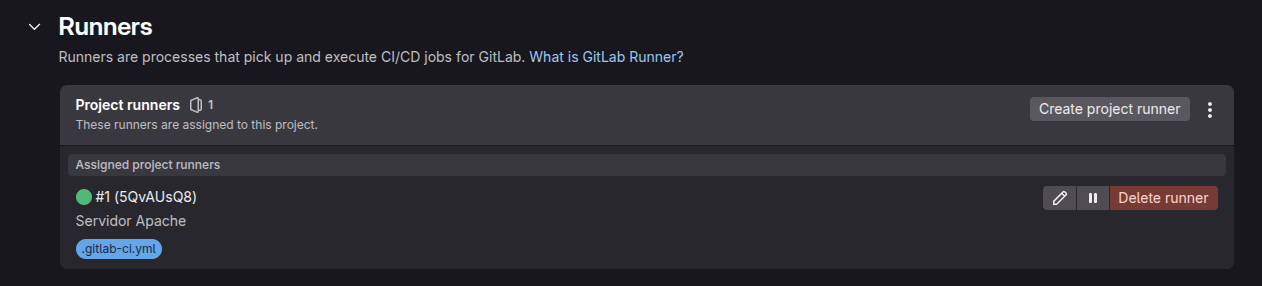 Runners
Runners are processes that pick up and execute CI/CD jobs for GitLab. What is GitLab Runner?
Project runners 1
Create project runner
These runners are assigned to this project.
Assigned project runners
#1 (5QvAUsQ8)
Delete runner
Servidor Apache
.gitlab-ci.yml